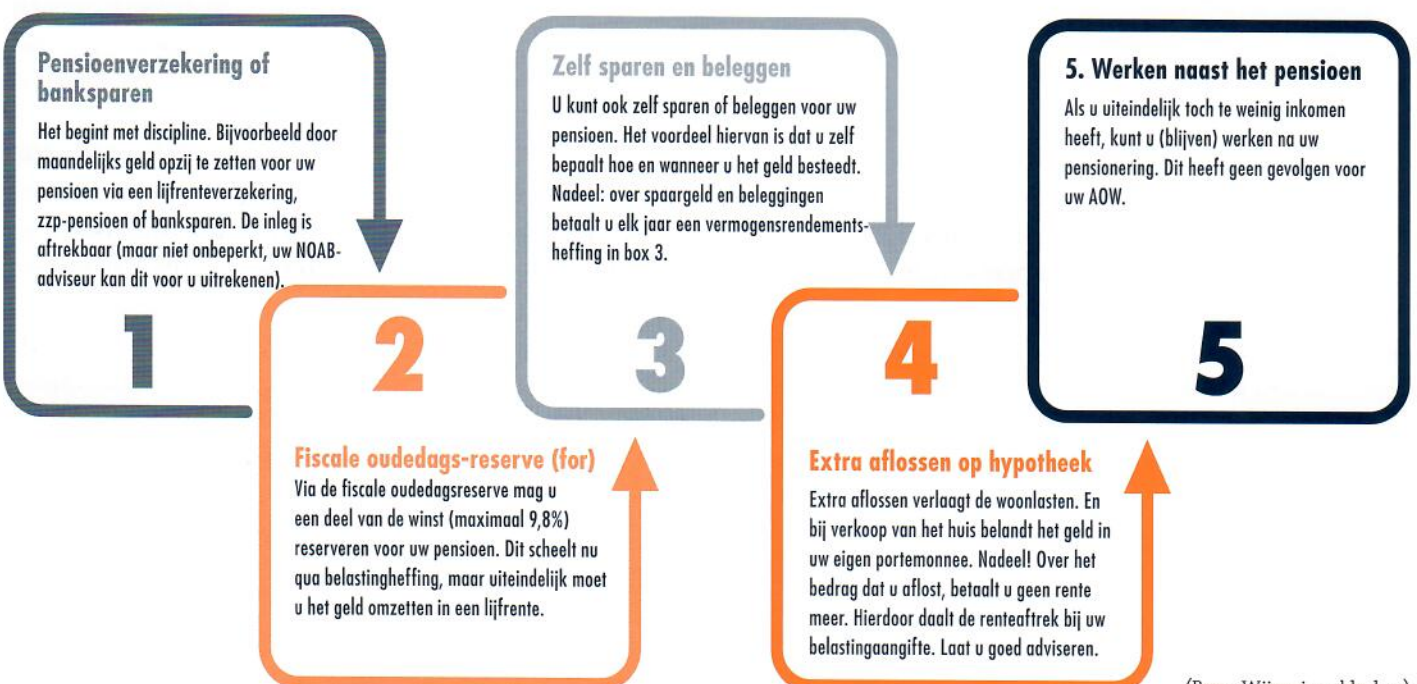 Pensioenverzekering of
banksparen
Het begint met discipline. Bijvoorbeeld door
maandelijks geld opzij te zetten voor uw
pensioen via een lijfrenteverzekering,
zzp-pensioen of banksparen. De inleg is
aftrekbaar (maar niet onbeperkt, uw NOAB-
adviseur kan dit voor u uitrekenen).
1
2
Fiscale oudedags-reserve (for)
Via de fiscale oudedagsreserve mag u
een deel van de winst (maximaal 9,8%)
reserveren voor uw pensioen. Dit scheelt nu
qua belastingheffing, maar uiteindelijk moet
u het geld omzetten in een lijfrente.
Zelf sparen en beleggen
U kunt ook zelf sparen of beleggen voor uw
pensioen. Het voordeel hiervan is dat u zelf
bepaalt hoe en wanneer u het geld besteedt.
Nadeel: over spaargeld en beleggingen
betaalt u elk jaar een vermogensrendements-
heffing in box 3.
3
4
Extra aflossen op hypotheek
Extra aflossen verlaagt de woonlasten. En
bij verkoop van het huis belandt het geld in
uw eigen portemonnee. Nadeel! Over het
bedrag dat u aflost, betaalt u geen rente
meer. Hierdoor daalt de renteaftrek bij uw
belastingaangifte. Laat u goed adviseren.
5. Werken naast het pensioen
Als u uiteindelijk toch te weinig inkomen
heeft, kunt u (blijven) werken na uw
pensionering. Dit heeft geen gevolgen voor
uw AOW.
5